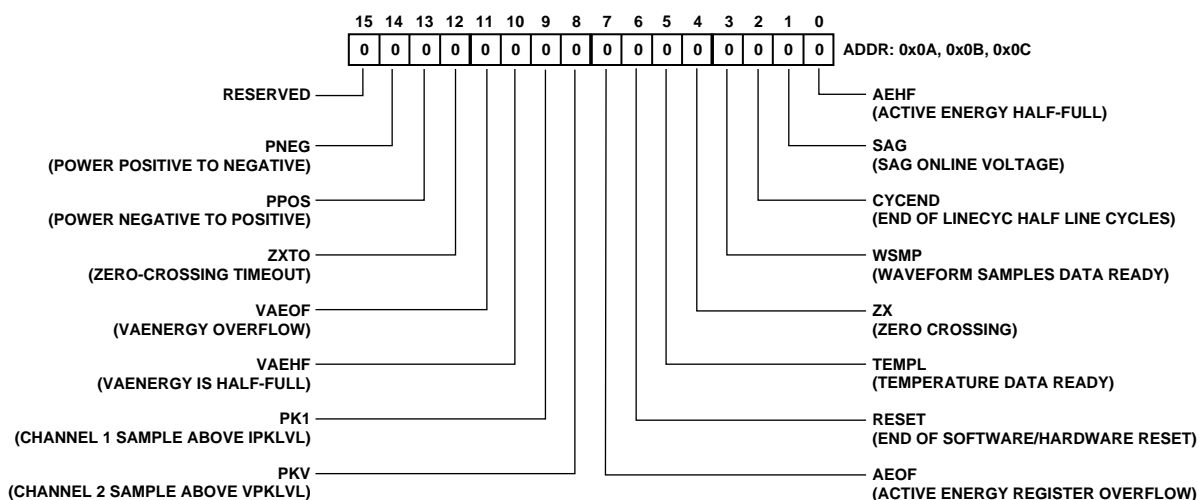 15 14 13 12 11 10 9 8 7 6 5 4 3 2 1 0
0 0 0 0 0 0 0 0 0 0 0 0 0 0 0 0 ADDR: 0x0A, 0x0B, 0x0C
RESERVED
PNEG
(POWER POSITIVE TO NEGATIVE)
PPOS
(POWER NEGATIVE TO POSITIVE)
ZXTO
(ZERO-CROSSING TIMEOUT)
VAEOF
(VAENERGY OVERFLOW)
VAEHF
(VAENERGY IS HALF-FULL)
PK1
(CHANNEL 1 SAMPLE ABOVE IPKLVL)
PKV
(CHANNEL 2 SAMPLE ABOVE VPKLVL)
AEHF
(ACTIVE ENERGY HALF-FULL)
SAG
(SAG ONLINE VOLTAGE)
CYCEND
(END OF LINECYC HALF LINE CYCLES)
WSMP
(WAVEFORM SAMPLES DATA READY)
ZX
(ZERO CROSSING)
TEMPL
(TEMPERATURE DATA READY)
RESET
(END OF SOFTWARE/HARDWARE RESET)
AEOF
(ACTIVE ENERGY REGISTER OVERFLOW)